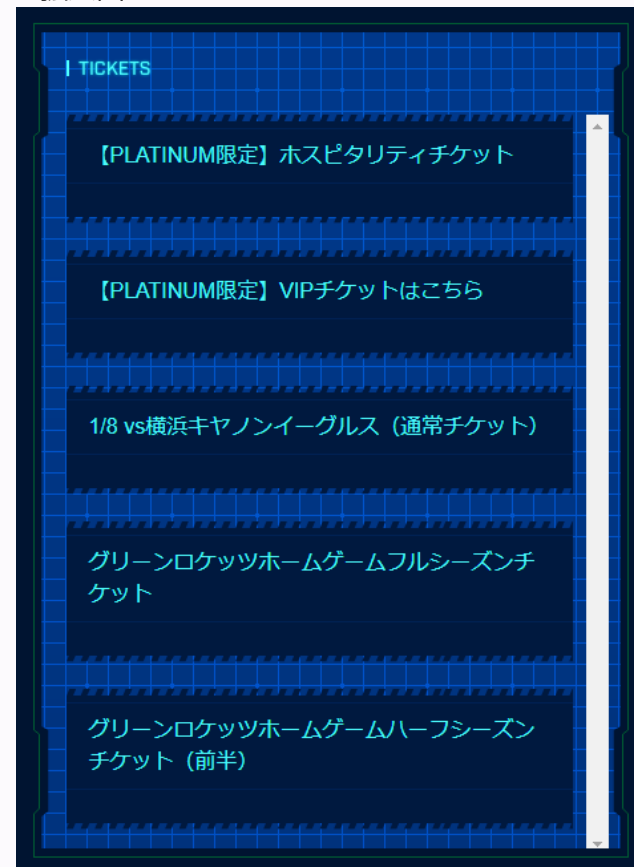 TICKETS
【PLATINUM限定】ホスピタリティチケット
【PLATINUM限定】VIPチケットはこちら
1/8 vs横浜キヤノンイーグルス（通常チケット）
グリーンロケッツホームゲームフルシーズンチ
ケット
グリーンロケッツホームゲームハーフシーズン
チケット（前半）